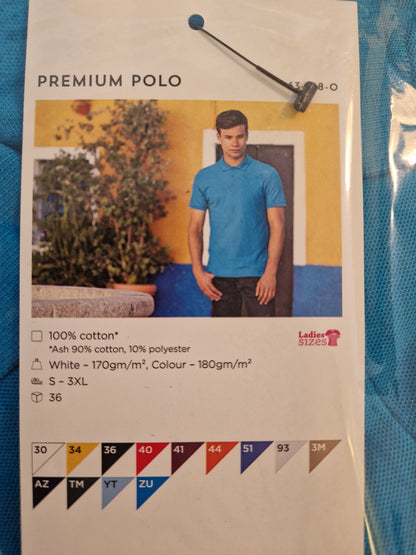 PREMIUM POLO
8-O
100% cotton*
*Ash 90% cotton, 10% polyester
White – 170gm/m², Colour – 180gm/m²
S – 3XL
36
Ladies
sizes
30 34 36 40 41 44 51 93 3M
AZ TM YT ZU